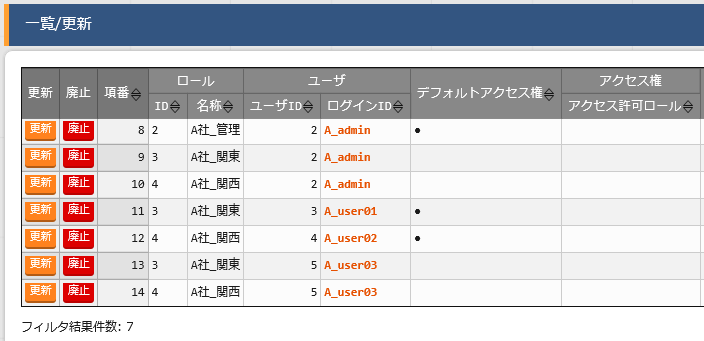 一覧/更新
更新 廃止 項番 ロール ユーザ デフォルトアクセス権 アクセス権
ID 名称 ユーザID ログインID アクセス許可ロール
更新 廃止 8 2 A社_管理 2 A_admin ●
更新 廃止 9 3 A社_関東 2 A_admin
更新 廃止 10 4 A社_関西 2 A_admin
更新 廃止 11 3 A社_関東 3 A_user01 ●
更新 廃止 12 4 A社_関西 4 A_user02 ●
更新 廃止 13 3 A社_関東 5 A_user03
更新 廃止 14 4 A社_関西 5 A_user03
フィルタ結果件数: 7